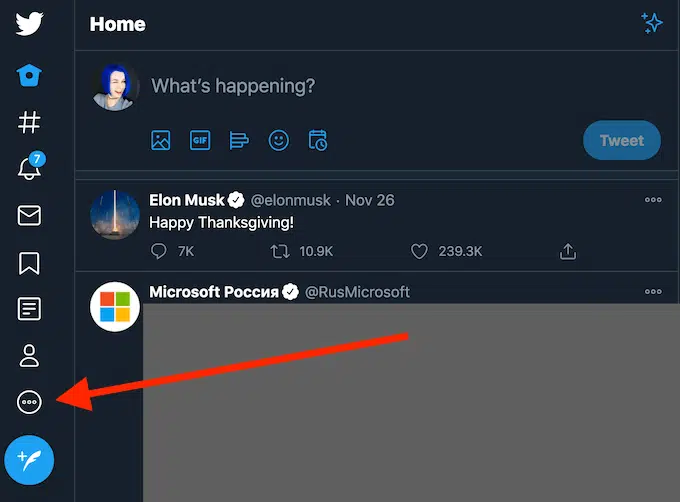 Home
What's happening?
GIF
Tweet
7
Elon Musk @elonmusk · Nov 26
Happy Thanksgiving!
7K 10.9K 239.3K
Microsoft Россия @RusMicrosoft